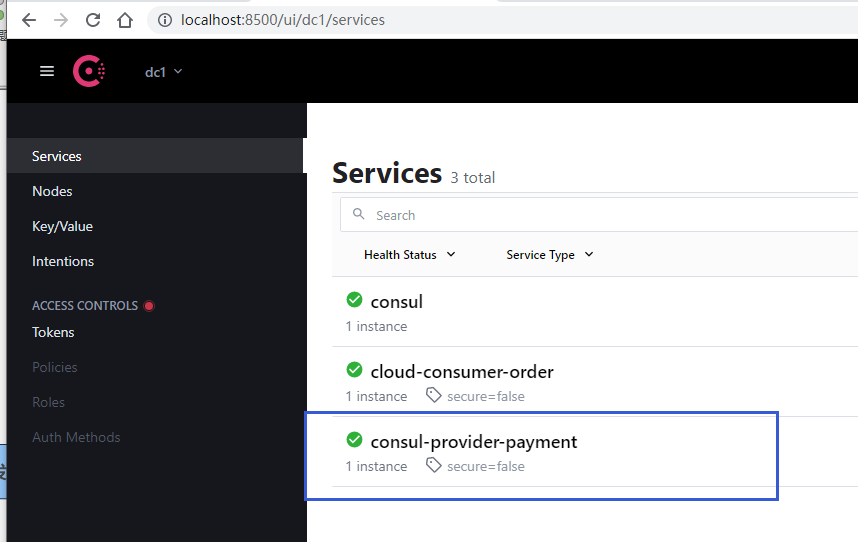 localhost:8500/ui/dc1/services
dc1
Services
Nodes
Key/Value
Intentions
ACCESS CONTROLS
Tokens
Policies
Roles
Auth Methods
Services 3 total
Search
Health Status Service Type
consul
1 instance
cloud-consumer-order
1 instance secure=false
consul-provider-payment
1 instance secure=false